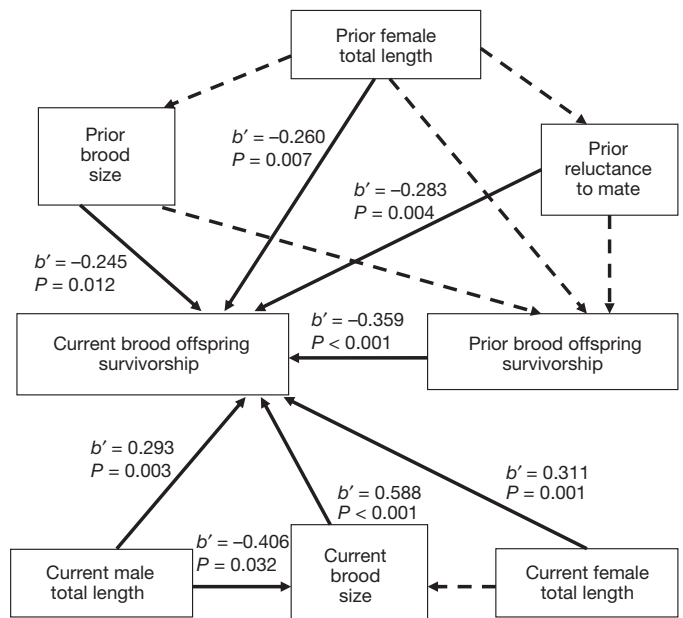 Prior female
total length
Prior
brood
size
b′ = –0.260
P = 0.007
Prior
reluctance
to mate
b′ = –0.283
P = 0.004
b′ = –0.245
P = 0.012
Current brood offspring
survivorship
b′ = –0.359
P < 0.001
Prior brood offspring
survivorship
b′ = 0.293
P = 0.003
b′ = 0.588
P < 0.001
b′ = 0.311
P = 0.001
Current male
total length
b′ = –0.406
P = 0.032
Current
brood
size
Current female
total length